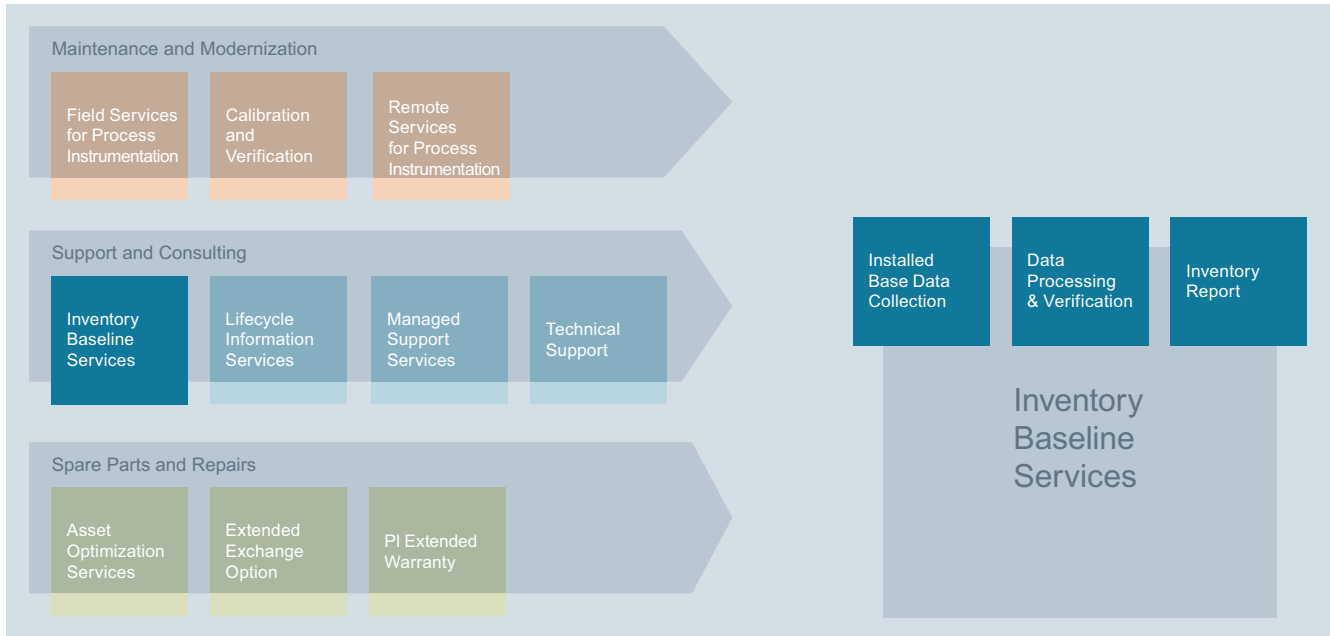 Maintenance and Modernization
Field Services
for Process
Instrumentation
Calibration
and
Verification
Remote
Services
for Process
Instrumentation
Support and Consulting
Inventory
Baseline
Services
Lifecycle
Information
Services
Managed
Support
Services
Technical
Support
Spare Parts and Repairs
Asset
Optimization
Services
Extended
Exchange
Option
PI Extended
Warranty
Installed
Base Data
Collection
Data
Processing
& Verification
Inventory
Report
Inventory
Baseline
Services